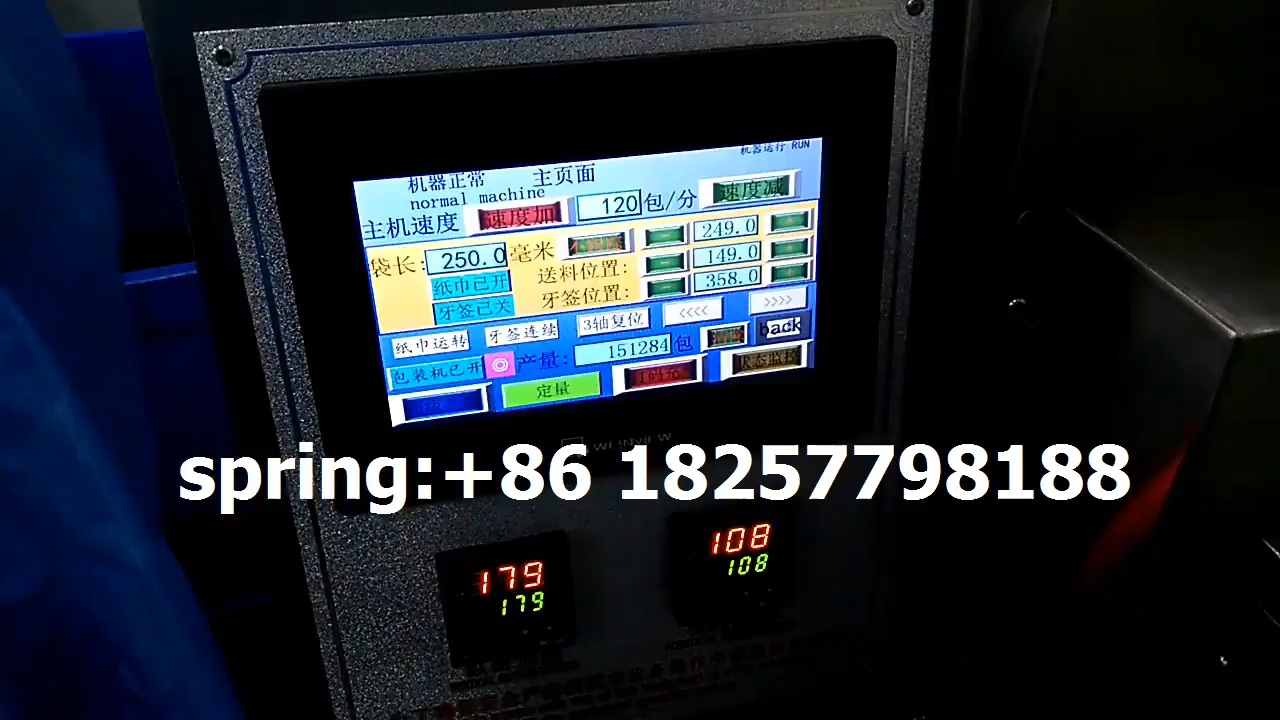 机器运行 RUN
机器正常 主页面
normal machine
主机速度 速度加 120 包/分 速度减
249.0
袋长: 250.0 毫米
送料位置: 149.0
纸巾已开
牙签位置: 358.0
牙签已关
纸巾运转 牙签连续 3轴复位 <<<< >>>>
包装机已开 产量: 151284 包 back
定量 状态监控
spring:+86 18257798188
179
179
108
108